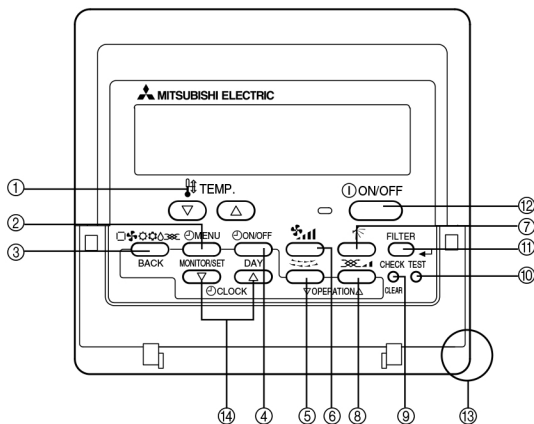 MITSUBISHI ELECTRIC
① TEMP. ON/OFF ⑫
② MENU ON/OFF ⑦
③ BACK MONITOR/SET DAY FILTER ⑪
CLOCK ▽OPERATION△ CHECK TEST ⑩
CLEAR
⑭ ④ ⑤ ⑥ ⑧ ⑨ ⑬